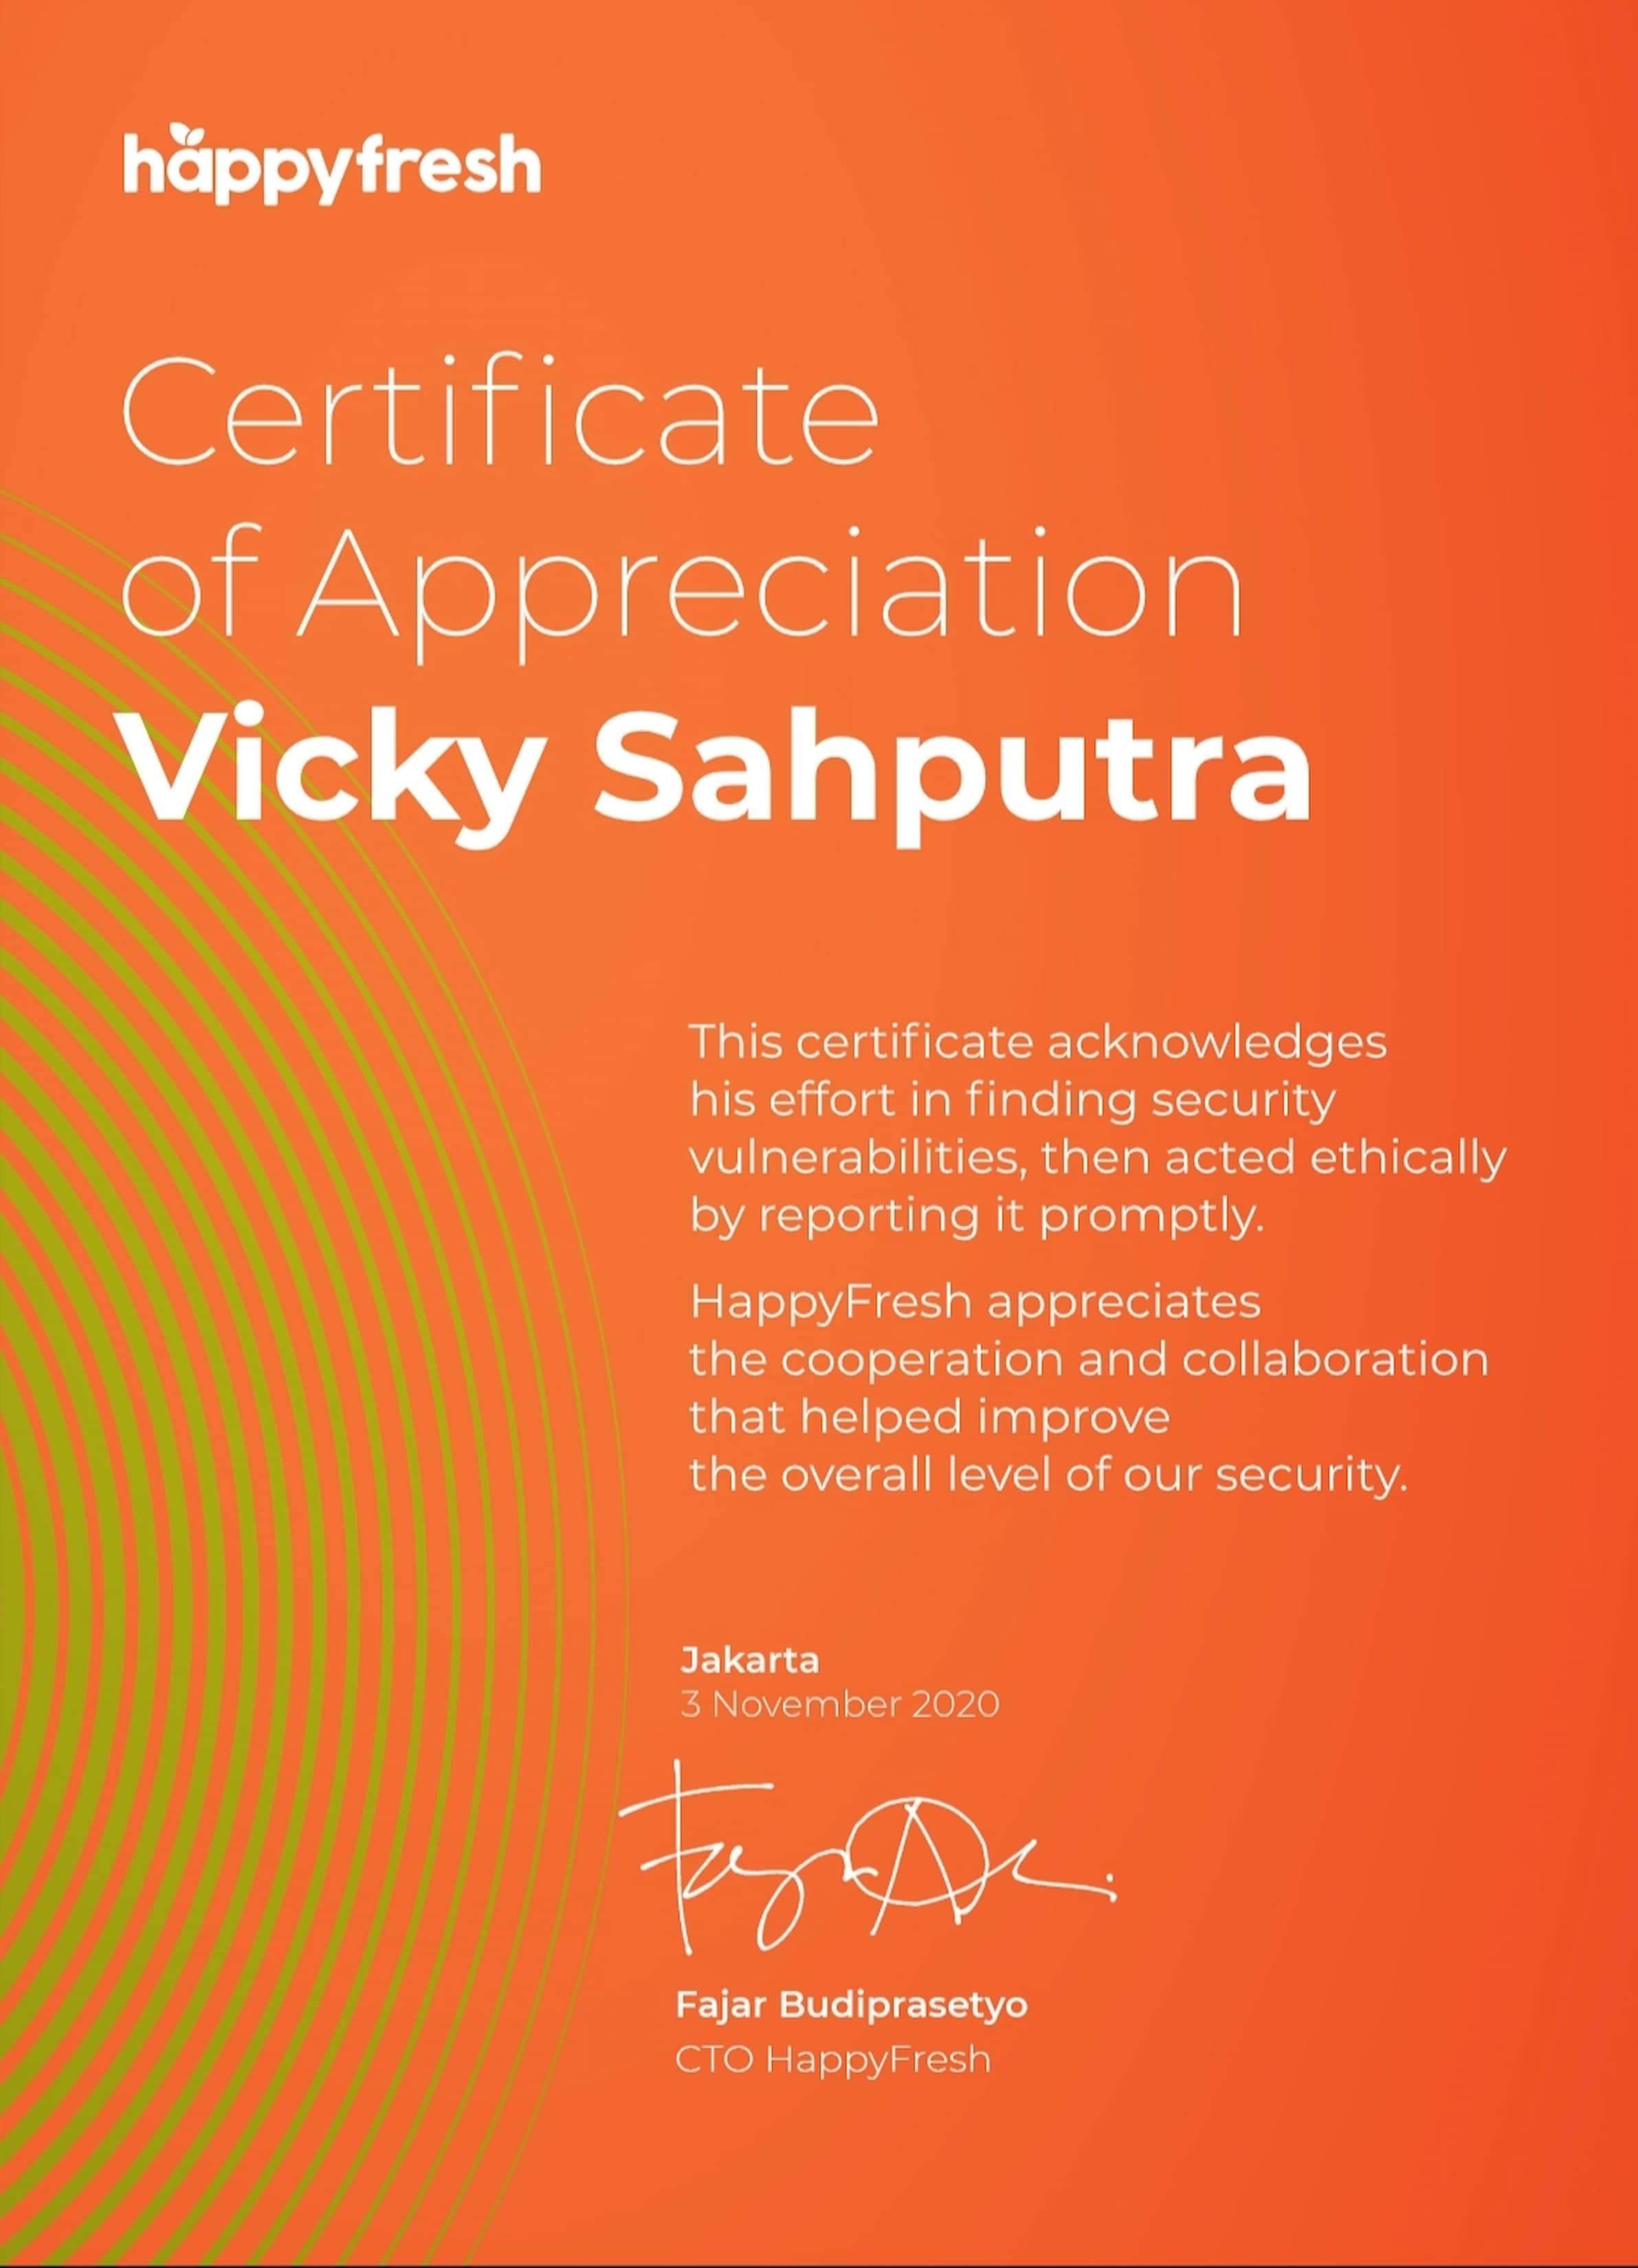 happyfresh
Certificate
of Appreciation
Vicky Sahputra
This certificate acknowledges
his effort in finding security
vulnerabilities, then acted ethically
by reporting it promptly.
HappyFresh appreciates
the cooperation and collaboration
that helped improve
the overall level of our security.
Jakarta
3 November 2020
Fajar Budiprasetyo
CTO HappyFresh